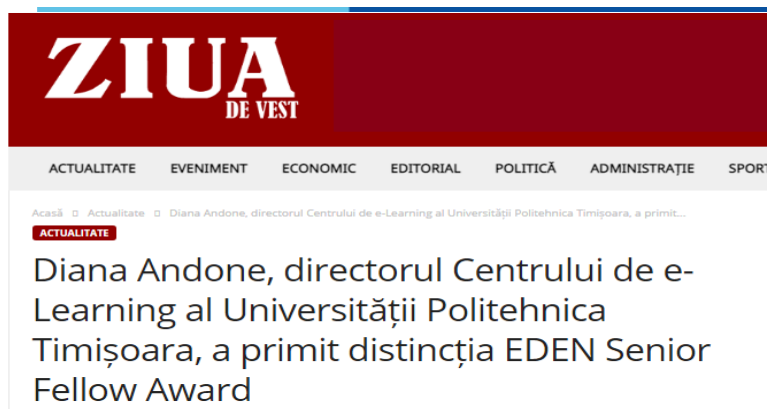 ZIUA
DE VEST
ACTUALITATE EVENIMENT ECONOMIC EDITORIAL POLITICĂ ADMINISTRAȚIE SPORT
Acasă Actualitate Diana Andone, directorul Centrului de e-Learning al Universității Politehnica Timișoara, a primit...
ACTUALITATE
Diana Andone, directorul Centrului de e-
Learning al Universității Politehnica
Timișoara, a primit distincția EDEN Senior
Fellow Award